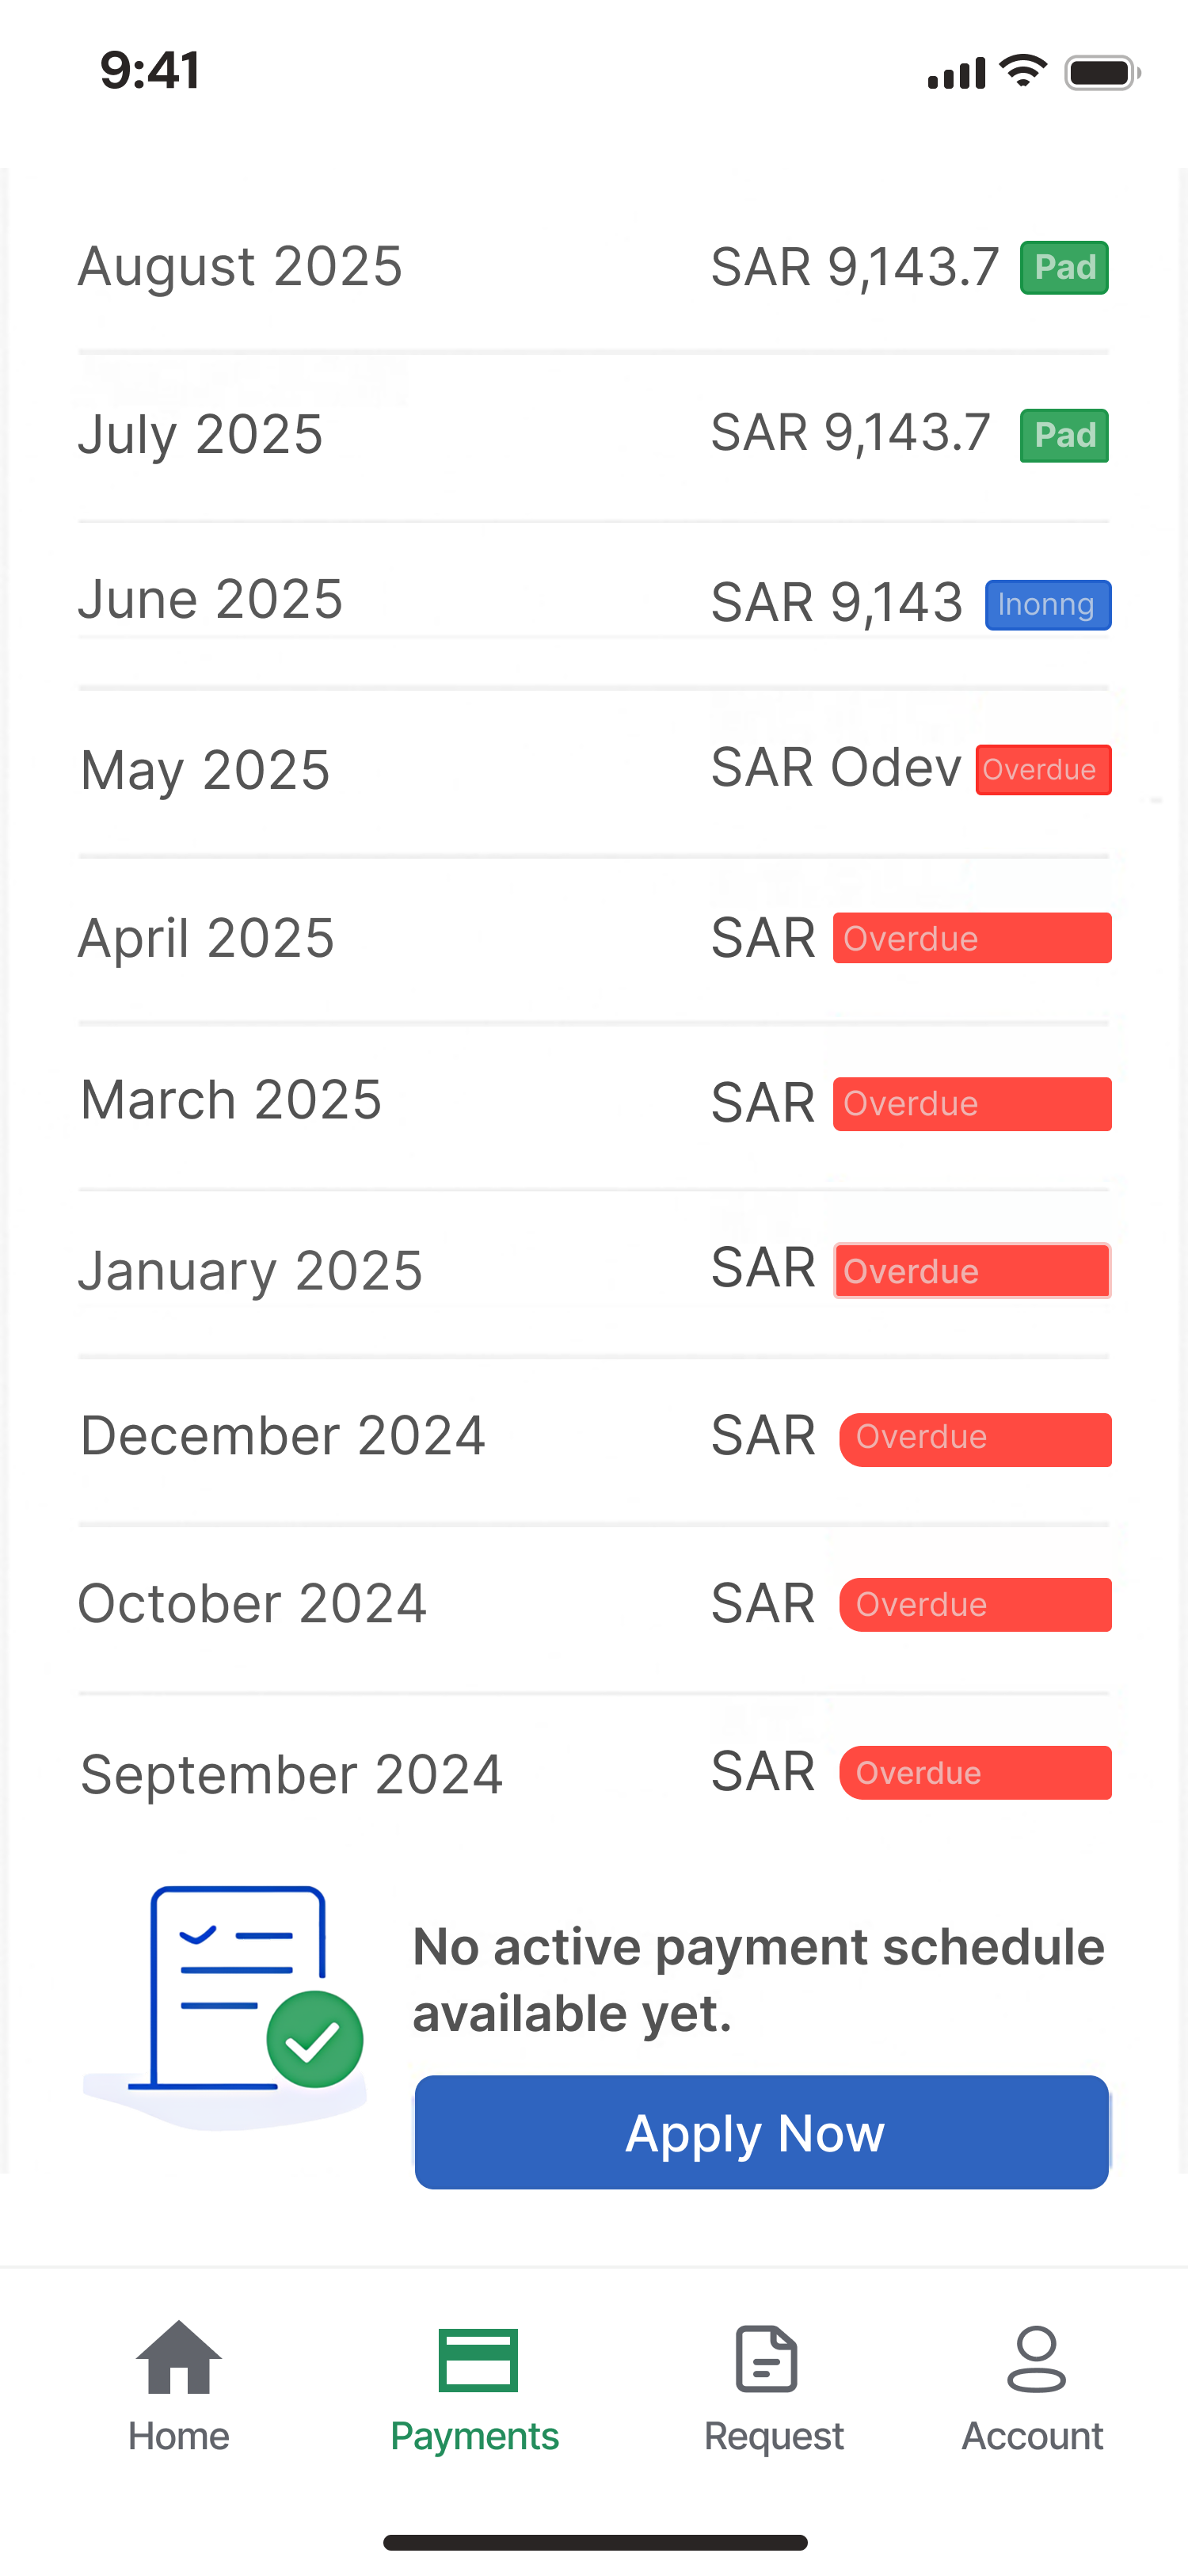 9:41
August 2025 SAR 9,143.7 Pad
July 2025 SAR 9,143.7 Pad
June 2025 SAR 9,143 Inonng
May 2025 SAR Odev Overdue
April 2025 SAR Overdue
March 2025 SAR Overdue
January 2025 SAR Overdue
December 2024 SAR Overdue
October 2024 SAR Overdue
September 2024 SAR Overdue
No active payment schedule
available yet.
Apply Now
Home Payments Request Account